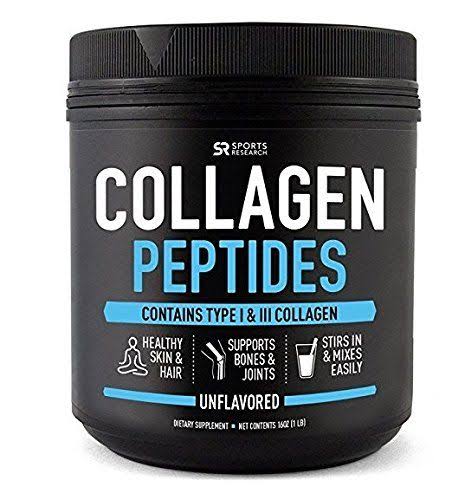 SR SPORTS
RESEARCH
COLLAGEN
PEPTIDES
CONTAINS TYPE I & III COLLAGEN
HEALTHY
SKIN &
HAIR
SUPPORTS
BONES &
JOINTS
STIRS IN
& MIXES
EASILY
UNFLAVORED
DIETARY SUPPLEMENT • NET CONTENTS 16OZ (1 LB)